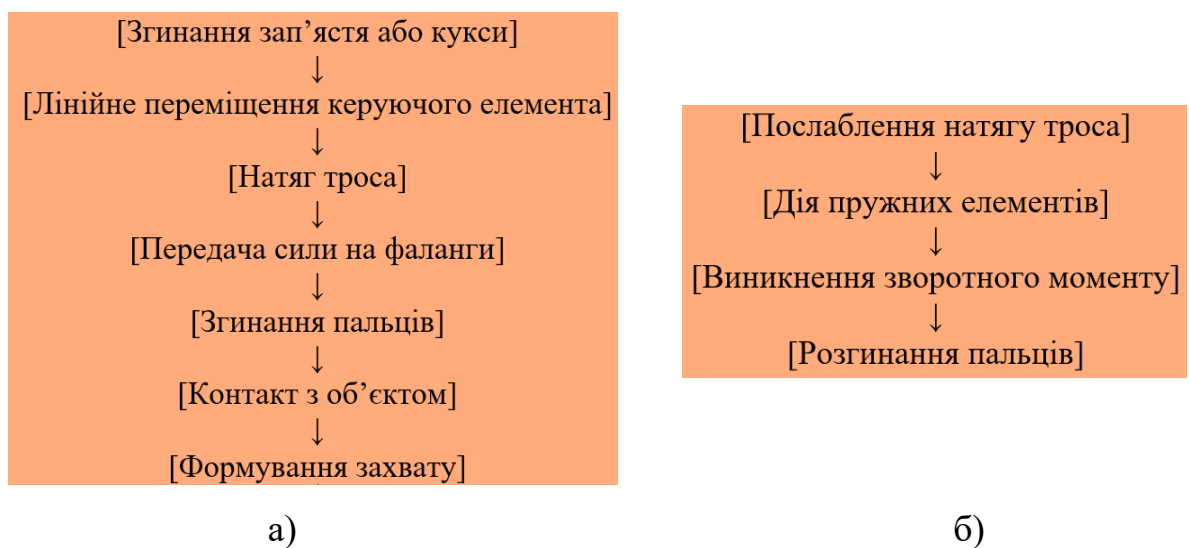 [Згинання зап’ястя або кукси]
↓
[Лінійне переміщення керуючого елемента]
↓
[Натяг троса]
↓
[Передача сили на фаланги]
↓
[Згинання пальців]
↓
[Контакт з об’єктом]
↓
[Формування захвату]
а)
[Послаблення натягу троса]
↓
[Дія пружних елементів]
↓
[Виникнення зворотного моменту]
↓
[Розгинання пальців]
б)